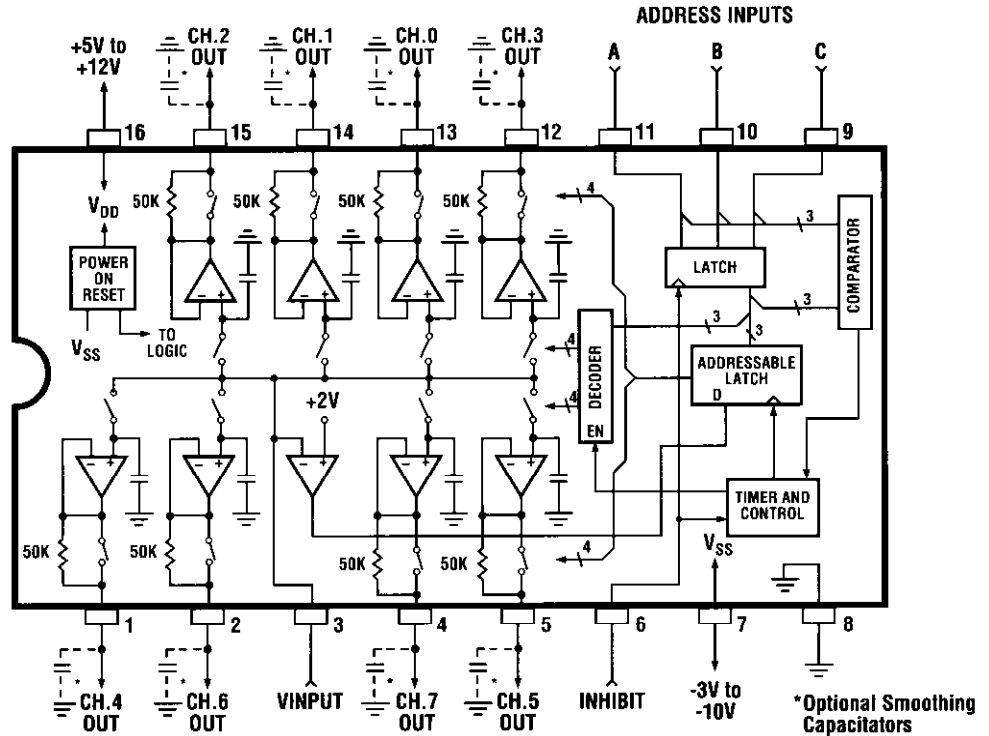 ADDRESS INPUTS
+5V to
+12V
CH.2
OUT
CH.1
OUT
CH.0
OUT
CH.3
OUT
A
B
C
*
*
*
*
16
15
14
13
12
11
10
9
VDD
50K
50K
50K
50K
4
3
POWER
ON
RESET
LATCH
COMPARATOR
- +
- +
- +
- +
3
VSS
TO
LOGIC
3
3
4
DECODER
ADDRESSABLE
LATCH
D
+2V
4
EN
- +
- +
- +
- +
- +
TIMER AND
CONTROL
50K
50K
50K
50K
4
VSS
1
2
3
4
5
6
7
8
*
*
*
*
CH.4
OUT
CH.6
OUT
VINPUT
CH.7
OUT
CH.5
OUT
INHIBIT
-3V to
-10V
*Optional Smoothing
Capacitators